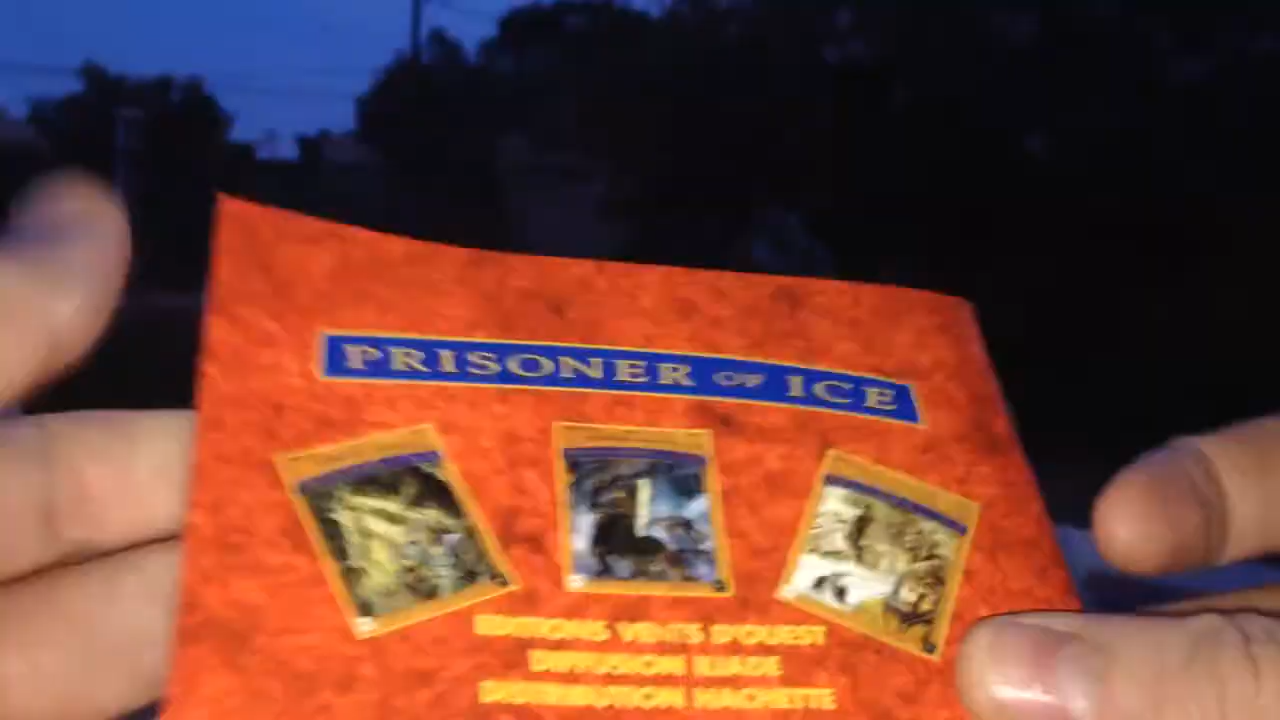 PRISONER OF ICE
EDITIONS VENTS D'OUEST
DIFFUSION ILIADE
DISTRIBUTION HACHETTE